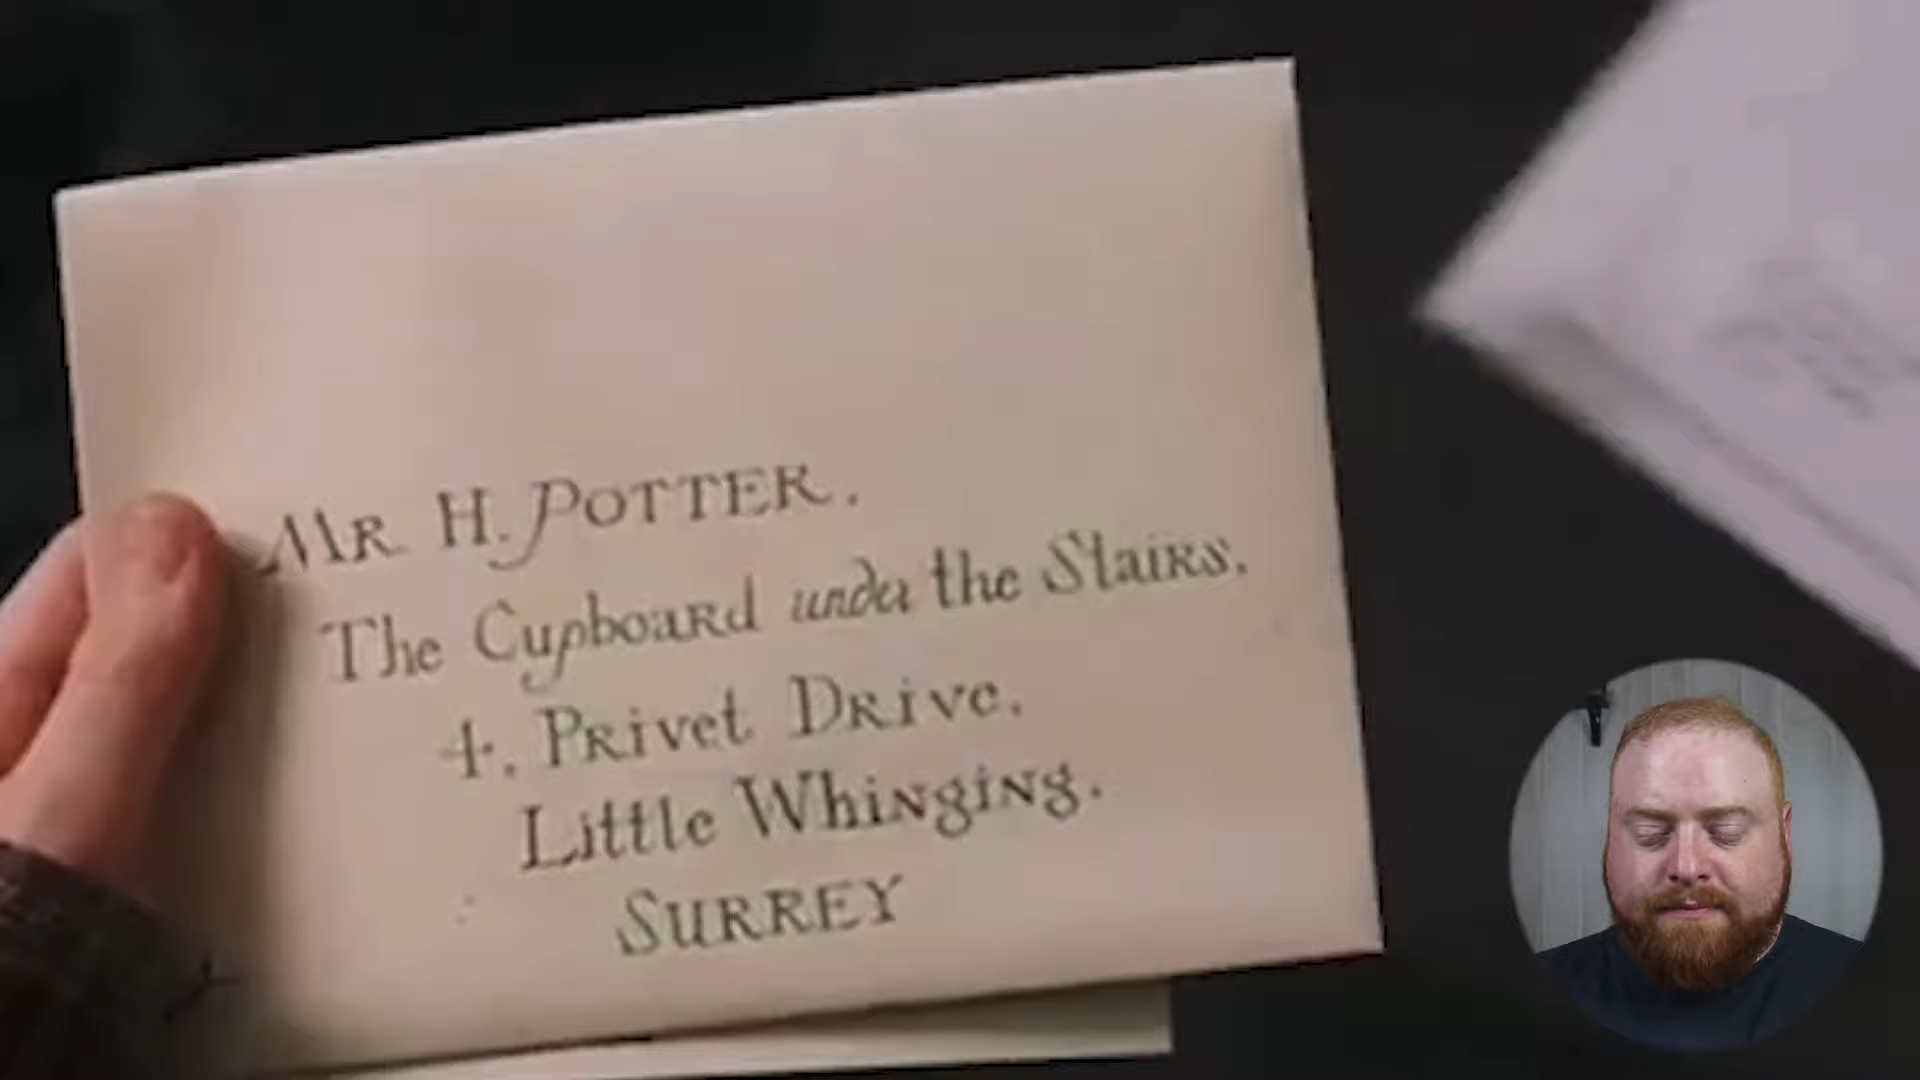 Mr. H. Potter.
The Cupboard under the Stairs.
4. Privet Drive.
Little Whinging.
SURREY